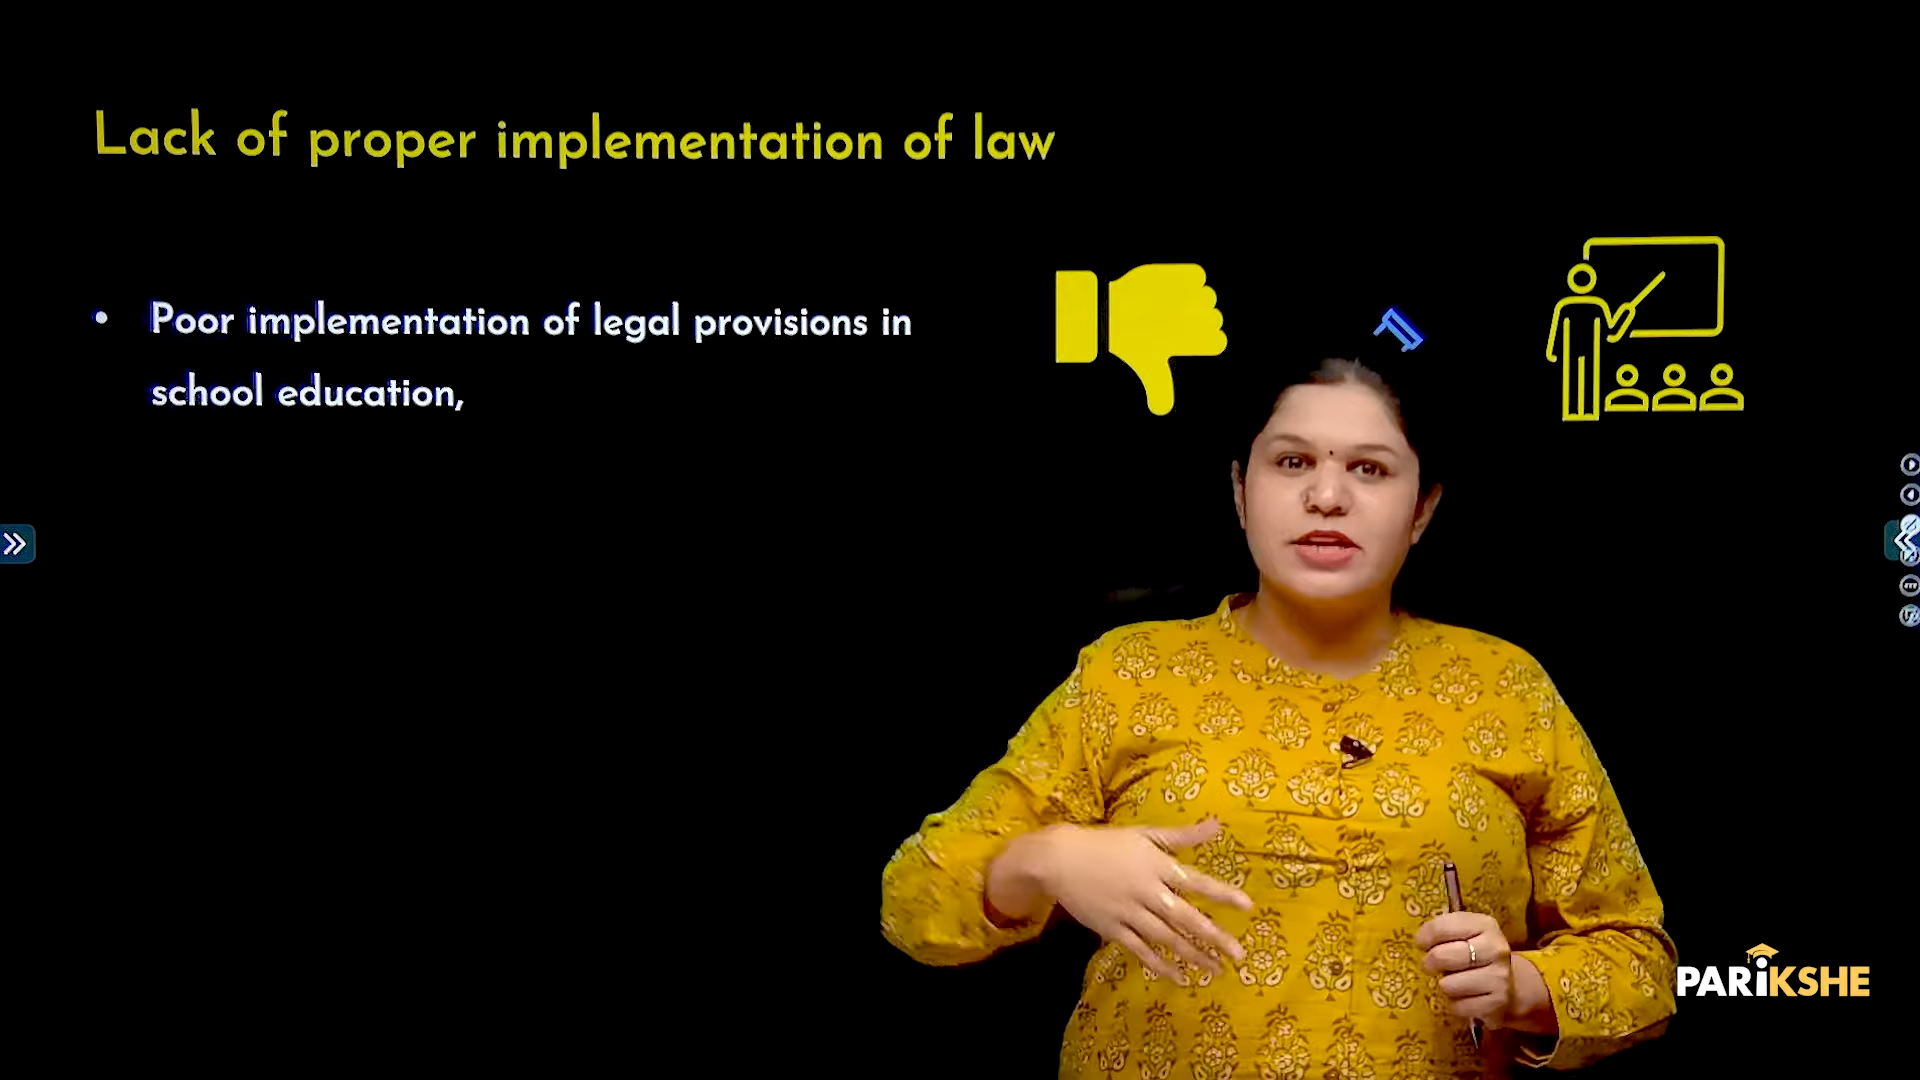 Lack of proper implementation of law
• Poor implementation of legal provisions in
school education,
PARiKSHE